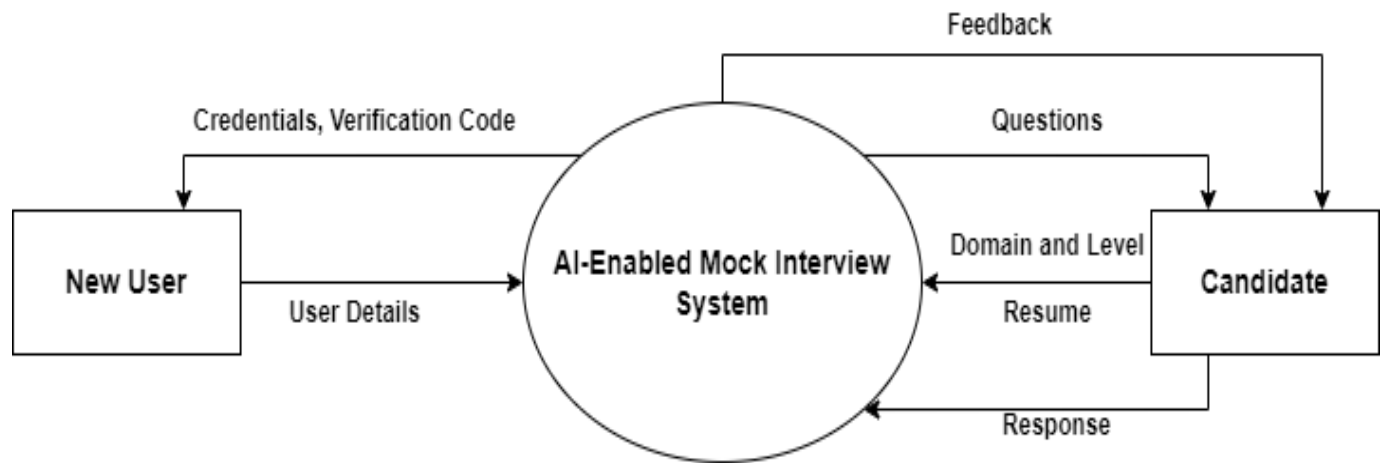 Feedback
Credentials, Verification Code
Questions
New User
User Details
AI-Enabled Mock Interview
System
Domain and Level
Resume
Candidate
Response